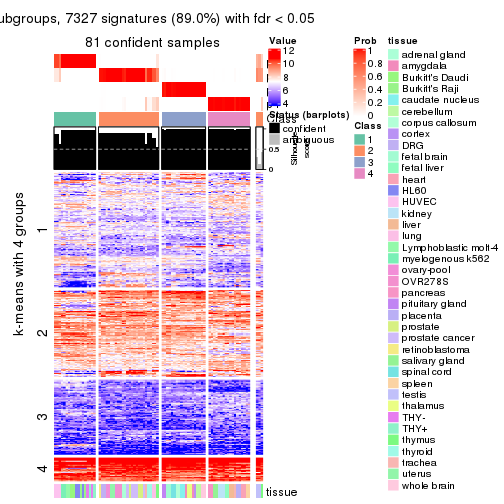 ubgroups, 7327 signatures (89.0%) with fdr < 0.05
81 confident samples
k-means with 4 groups
1
2
3
4
Class
0.5
0
Silhouette
score
tissue
Value
12
10
8
6
4
Status (barplots)
confident
ambiguous
Prob
1
0.8
0.6
0.4
0.2
0
Class
1
2
3
4
tissue
adrenal gland
amygdala
Burkitt's Daudi
Burkitt's Raji
caudate nucleus
cerebellum
corpus callosum
cortex
DRG
fetal brain
fetal liver
heart
HL60
HUVEC
kidney
liver
lung
Lymphoblastic molt-4
myelogenous k562
ovary-pool
OVR278S
pancreas
pituitary gland
placenta
prostate
prostate cancer
retinoblastoma
salivary gland
spinal cord
spleen
testis
thalamus
THY-
THY+
thymus
thyroid
trachea
uterus
whole brain